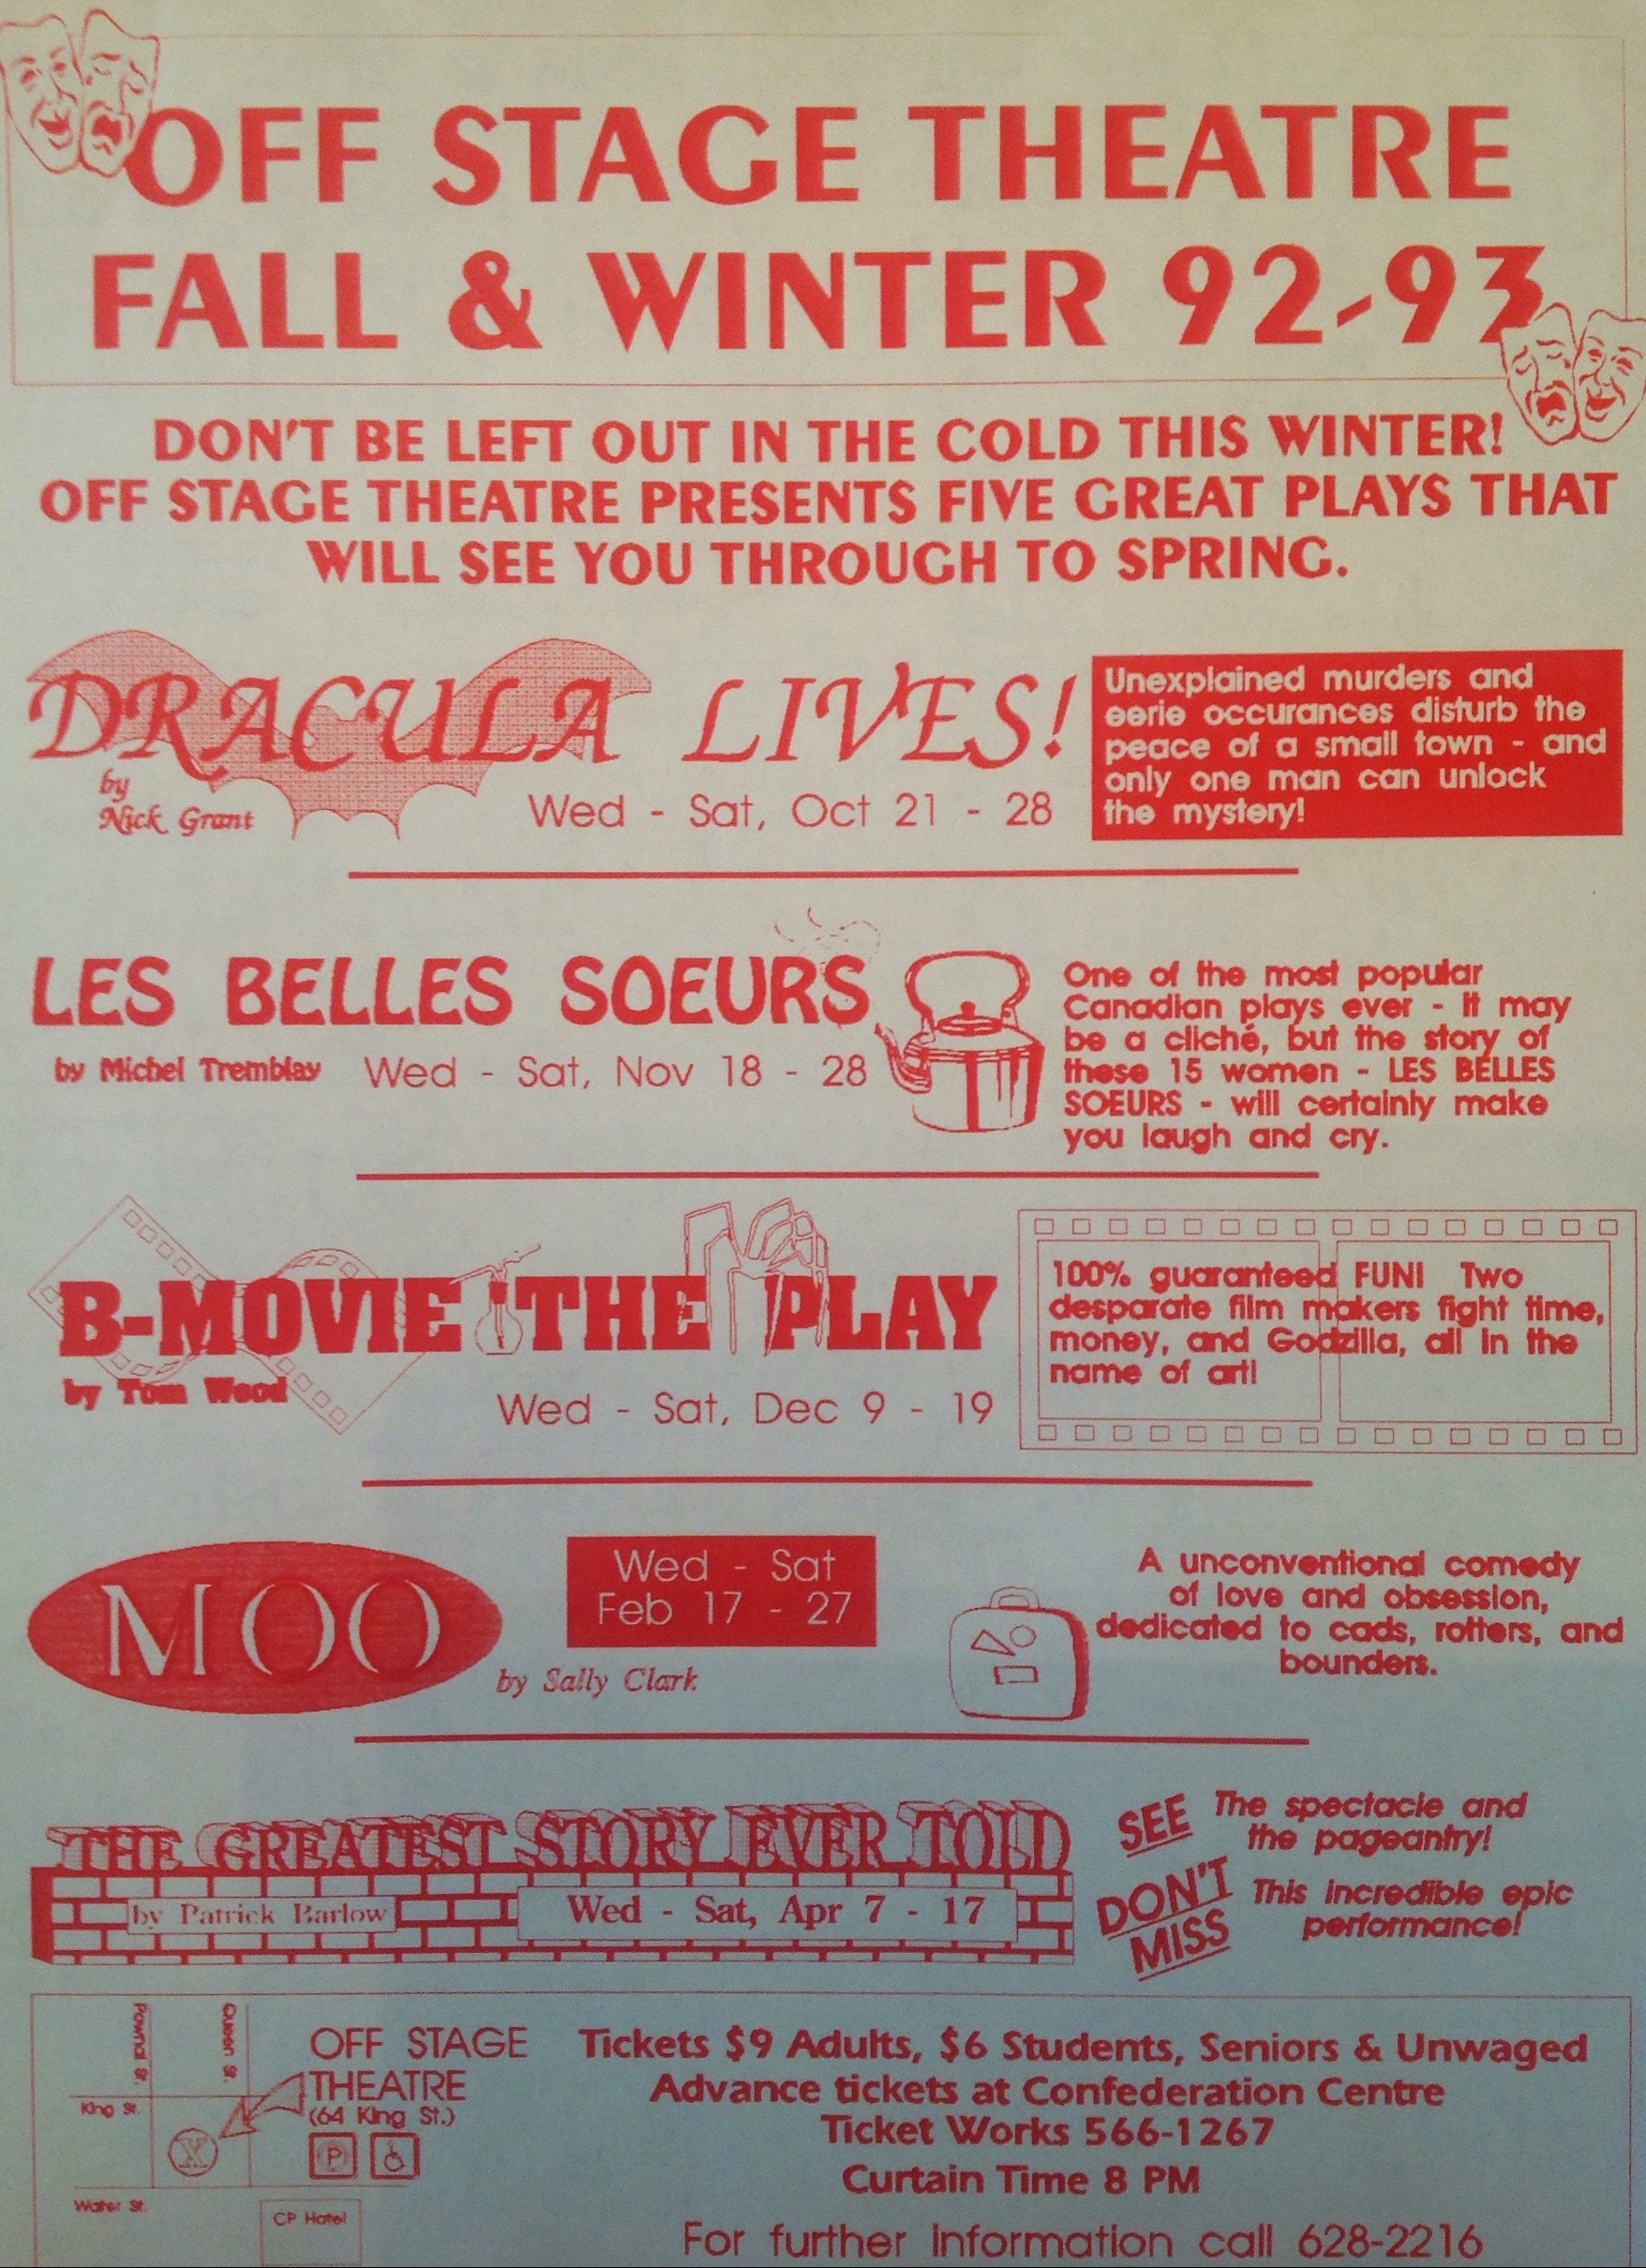 OFF STAGE THEATRE
FALL & WINTER 92-93
DON'T BE LEFT OUT IN THE COLD THIS WINTER!
OFF STAGE THEATRE PRESENTS FIVE GREAT PLAYS THAT
WILL SEE YOU THROUGH TO SPRING.
DRACULA LIVES!
by
Nick Grant
Wed - Sat, Oct 21 - 28
Unexplained murders and
eerie occurances disturb the
peace of a small town - and
only one man can unlock
the mystery!
LES BELLES SOEURS
by Michel Tremblay Wed - Sat, Nov 18 - 28
One of the most popular
Canadian plays ever - it may
be a cliché, but the story of
these 15 women - LES BELLES
SOEURS - will certainly make
you laugh and cry.
B-MOVIE THE PLAY
by Tom Wood
Wed - Sat, Dec 9 - 19
100% guaranteed FUN! Two
desparate film makers fight time,
money, and Godzilla, all in the
name of art!
MOO
Wed - Sat
Feb 17 - 27
by Sally Clark
A unconventional comedy
of love and obsession,
dedicated to cads, rotters, and
bounders.
THE GREATEST STORY EVER TOLD
by Patrick Barlow
Wed - Sat, Apr 7 - 17
SEE The spectacle and
the pageantry!
DON'T
MISS
This incredible epic
performance!
Pownal St.
Queen St.
King St.
Water St.
X
CP Hotel
OFF STAGE
THEATRE
(64 King St.)
P
Tickets $9 Adults, $6 Students, Seniors & Unwaged
Advance tickets at Confederation Centre
Ticket Works 566-1267
Curtain Time 8 PM
For further information call 628-2216